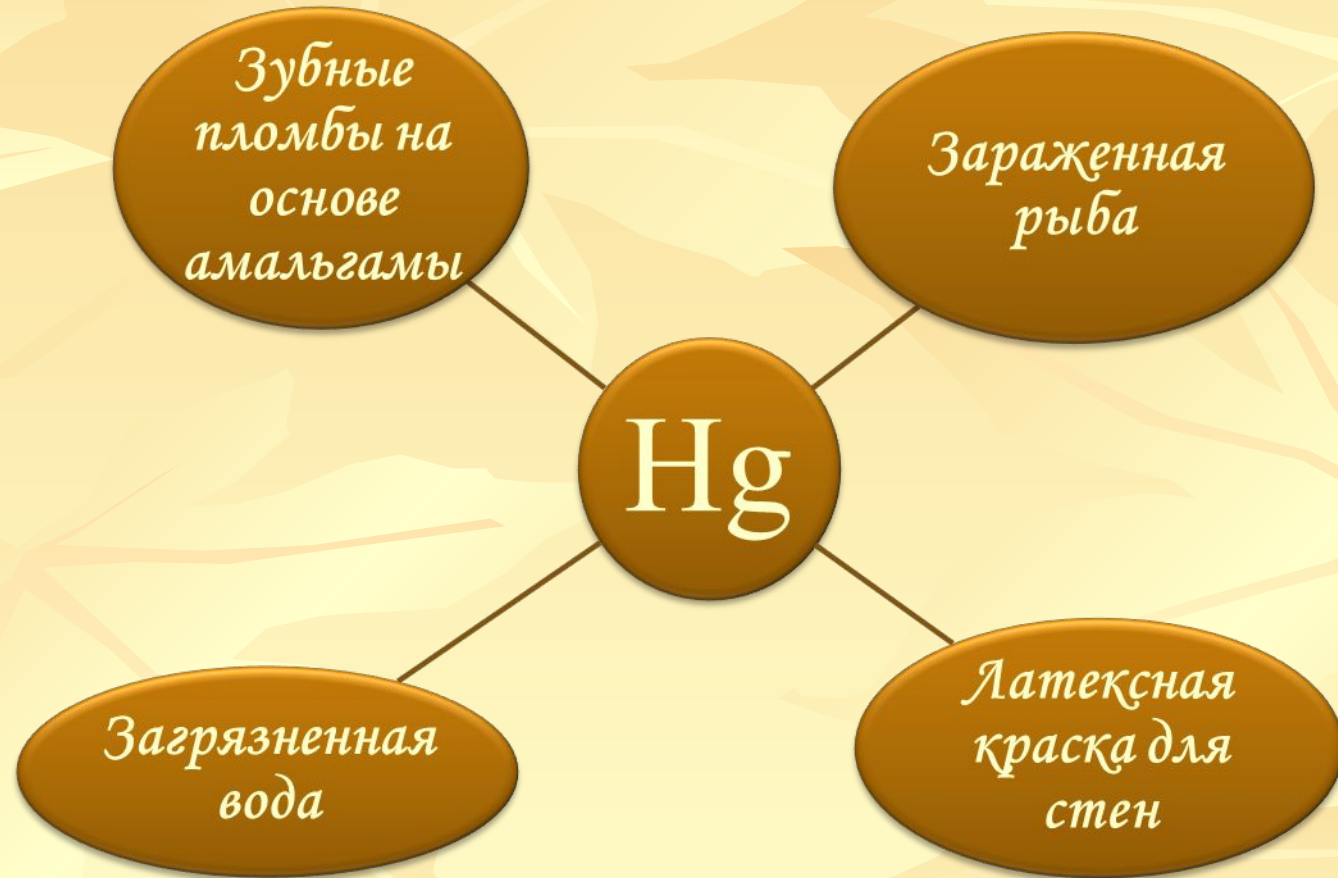 Зубные
пломбы на
основе
амальгамы
Зараженная
рыба
Hg
Загрязненная
вода
Латексная
краска для
стен